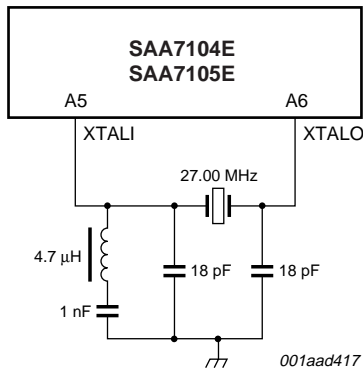 SAA7104E
SAA7105E
A5 A6
XTALI XTALO
27.00 MHz
4.7 μH
18 pF 18 pF
1 nF
001aad417